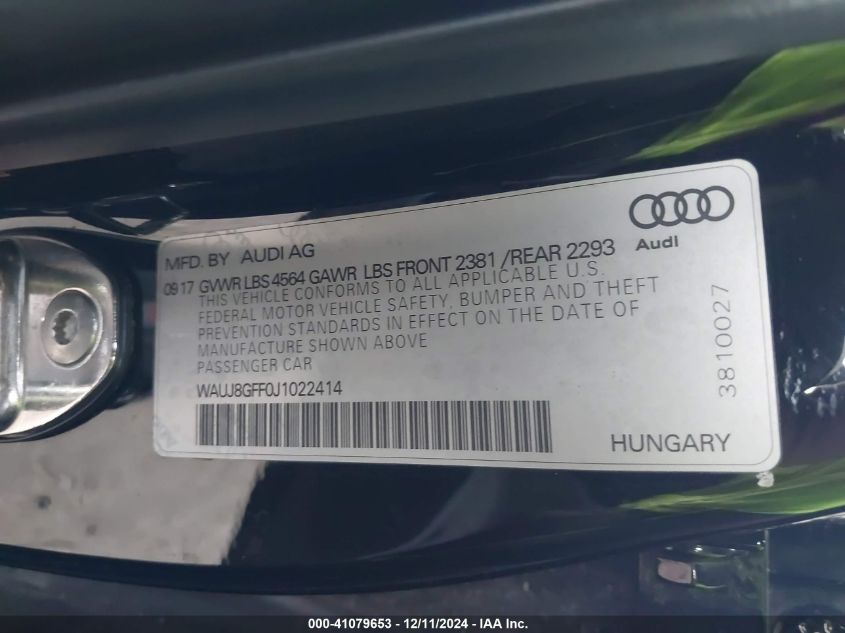 Audi
MFD. BY AUDI AG
09 17 GVWR LBS 4564 GAWR LBS FRONT 2381 /REAR 2293
THIS VEHICLE CONFORMS TO ALL APPLICABLE U.S.
FEDERAL MOTOR VEHICLE SAFETY, BUMPER AND THEFT
PREVENTION STANDARDS IN EFFECT ON THE DATE OF
MANUFACTURE SHOWN ABOVE
PASSENGER CAR
WAUJ8GFF0J1022414
3810027
HUNGARY
000-41079653 - 12/11/2024 - IAA Inc.